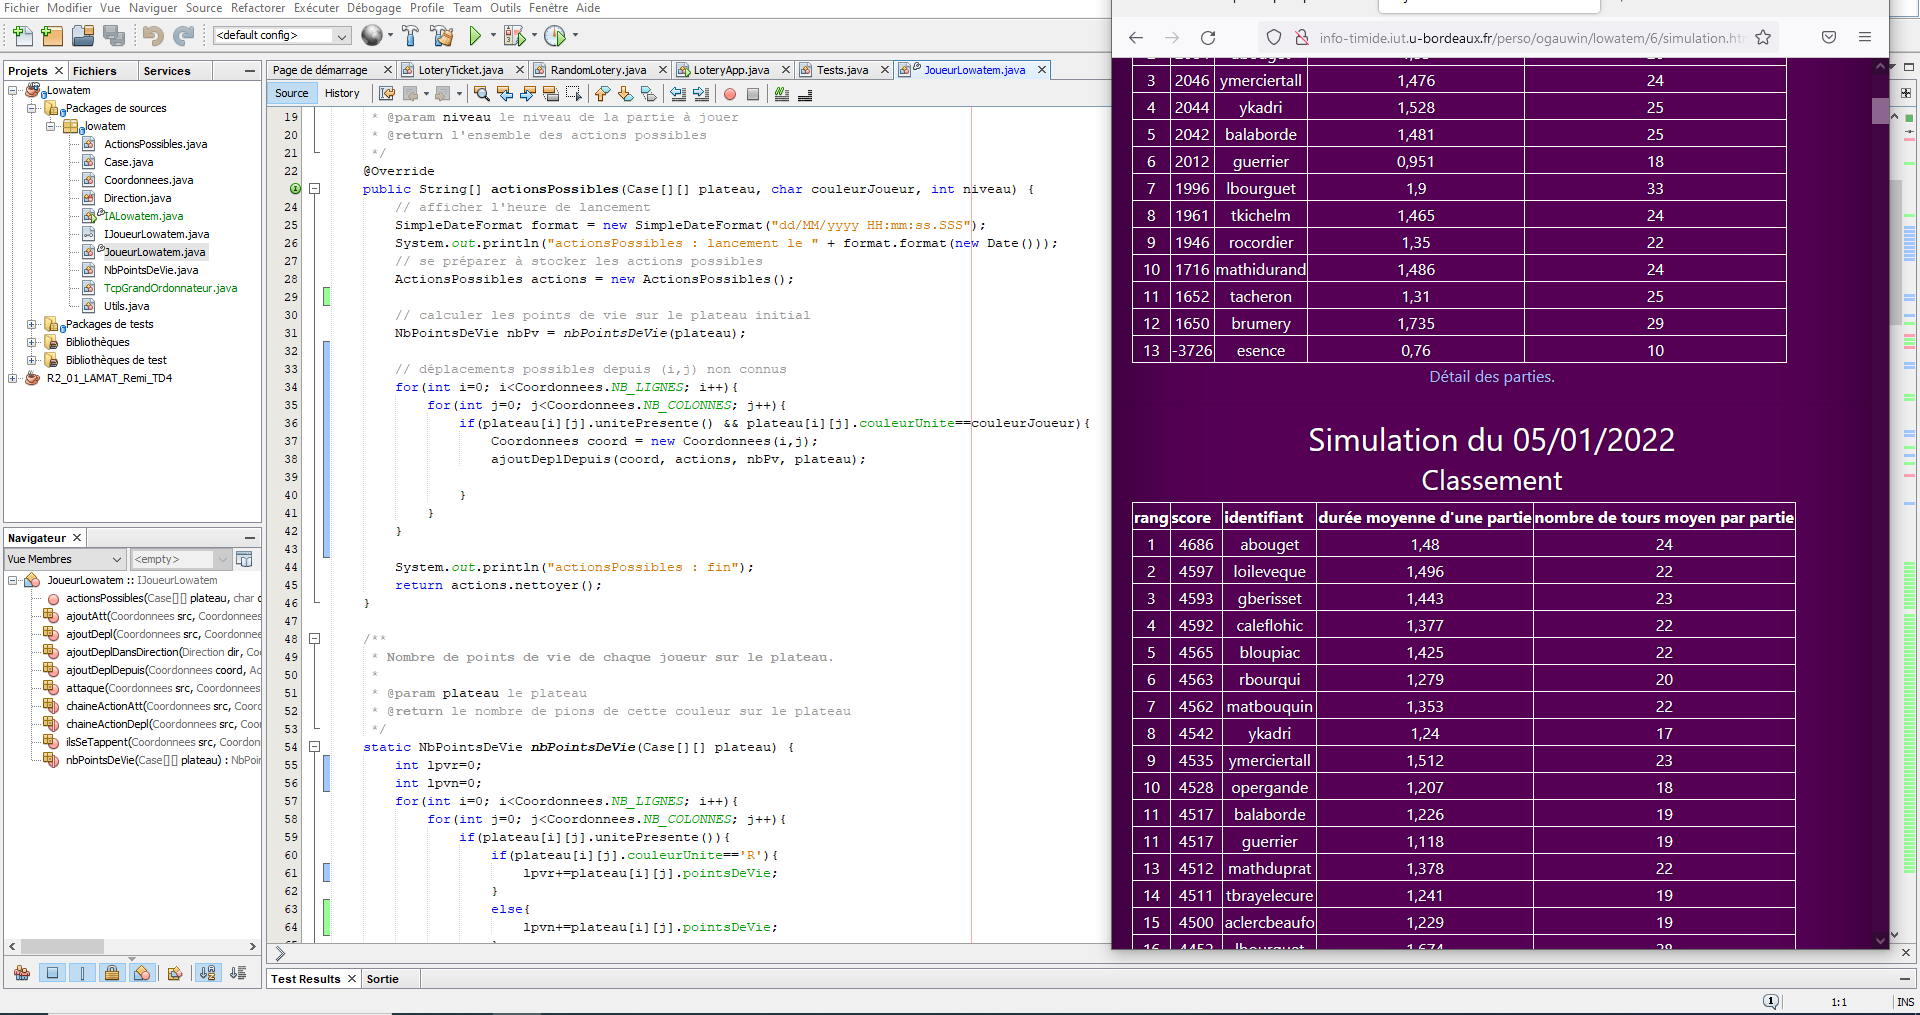 Fichier Modifier Vue Naviguer Source Refactorer Exécuter Débogage Profile Team Outils Fenêtre Aide
<default config>
Projets Fichiers Services
Lowatem
Packages de sources
lowatem
ActionsPossibles.java
Case.java
Coordonnees.java
Direction.java
IALowatem.java
IJoueurLowatem.java
JoueurLowatem.java
NbPointsDeVie.java
TcpGrandOrdonnateur.java
Utils.java
Packages de tests
Bibliothèques
Bibliothèques de test
R2_01_LAMAT_Remi_TD4
Navigateur
Vue Membres <empty>
JoueurLowatem :: IJoueurLowatem
actionsPossibles(Case[][] plateau, char c
ajoutAtt(Coordonnees src, Coordonnees
ajoutDepl(Coordonnees src, Coordonnee
ajoutDeplDansDirection(Direction dir, Co
ajoutDeplDepuis(Coordonnees coord, Ac
attaque(Coordonnees src, Coordonnees
chaineActionAtt(Coordonnees src, Coord
chaineActionDepl(Coordonnees src, Coo
ilsSeTappent(Coordonnees src, Coordon
nbPointsDeVie(Case[][] plateau) : NbPoi
Page de démarrage LoteryTicket.java RandomLotery.java LoteryApp.java Tests.java JoueurLowatem.java
Source History
19 * @param niveau le niveau de la partie à jouer
20 * @return l'ensemble des actions possibles
21 */
22 @Override
public String[] actionsPossibles(Case[][] plateau, char couleurJoueur, int niveau) {
24 // afficher l'heure de lancement
25 SimpleDateFormat format = new SimpleDateFormat("dd/MM/yyyy HH:mm:ss.SSS");
26 System.out.println("actionsPossibles : lancement le " + format.format(new Date()));
27 // se préparer à stocker les actions possibles
28 ActionsPossibles actions = new ActionsPossibles();
29
30 // calculer les points de vie sur le plateau initial
31 NbPointsDeVie nbPv = nbPointsDeVie(plateau);
32
33 // déplacements possibles depuis (i,j) non connus
34 for(int i=0; i<Coordonnees.NB_LIGNES; i++){
35 for(int j=0; j<Coordonnees.NB_COLONNES; j++){
36 if(plateau[i][j].unitePresente() && plateau[i][j].couleurUnite==couleurJoueur){
37 Coordonnees coord = new Coordonnees(i,j);
38 ajoutDeplDepuis(coord, actions, nbPv, plateau);
39
40 }
41 }
42 }
43
44 System.out.println("actionsPossibles : fin");
45 return actions.nettoyer();
46 }
47
48 /**
49 * Nombre de points de vie de chaque joueur sur le plateau.
50 *
51 * @param plateau le plateau
52 * @return le nombre de pions de cette couleur sur le plateau
53 */
54 static NbPointsDeVie nbPointsDeVie(Case[][] plateau) {
55 int lpvr=0;
56 int lpvn=0;
57 for(int i=0; i<Coordonnees.NB_LIGNES; i++){
58 for(int j=0; j<Coordonnees.NB_COLONNES; j++){
59 if(plateau[i][j].unitePresente()){
60 if(plateau[i][j].couleurUnite=='R'){
61 lpvr+=plateau[i][j].pointsDeVie;
62 }
63 else{
64 lpvn+=plateau[i][j].pointsDeVie;
Test Results Sortie
1:1 INS
info-timide.iut.u-bordeaux.fr/perso/ogauwin/lowatem/6/simulation.ht
3 2046 ymerciertall 1,476 24
4 2044 ykadri 1,528 25
5 2042 balaborde 1,481 25
6 2012 guerrier 0,951 18
7 1996 lbourguet 1,9 33
8 1961 tkichelm 1,465 24
9 1946 rocordier 1,35 22
10 1716 mathidurand 1,486 24
11 1652 tacheron 1,31 25
12 1650 brumery 1,735 29
13 -3726 esence 0,76 10
Détail des parties.
Simulation du 05/01/2022
Classement
rang score identifiant durée moyenne d'une partie nombre de tours moyen par partie
1 4686 abouget 1,48 24
2 4597 loileveque 1,496 22
3 4593 gberisset 1,443 23
4 4592 caleflohic 1,377 22
5 4565 bloupiac 1,425 22
6 4563 rbourqui 1,279 20
7 4562 matbouquin 1,353 22
8 4542 ykadri 1,24 17
9 4535 ymerciertall 1,512 23
10 4528 opergande 1,207 18
11 4517 balaborde 1,226 19
11 4517 guerrier 1,118 19
13 4512 mathduprat 1,378 22
14 4511 tbrayelecure 1,241 19
15 4500 aclercbeaufo 1,229 19